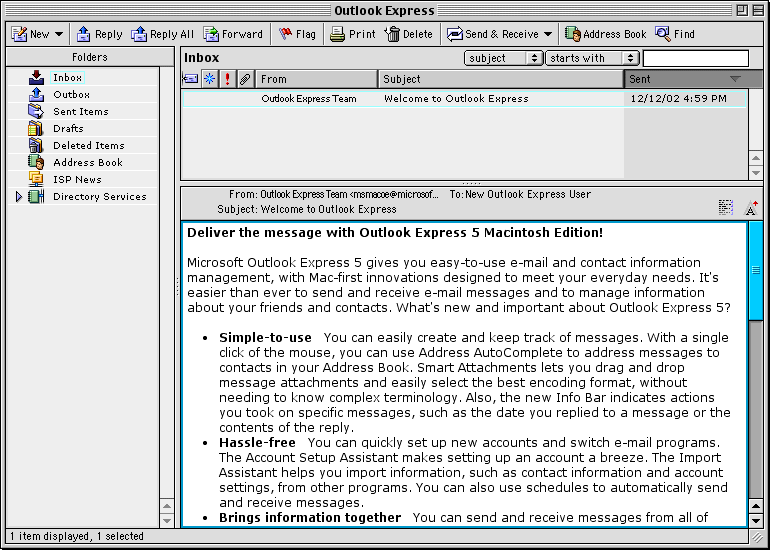 Outlook Express
New Reply Reply All Forward Flag Print Delete Send & Receive Address Book Find
Folders
Inbox
Outbox
Sent Items
Drafts
Deleted Items
Address Book
ISP News
Directory Services
Inbox subject starts with
From Subject Sent
Outlook Express Team Welcome to Outlook Express 12/12/02 4:59 PM
From: Outlook Express Team <msmacoe@microsof... To: New Outlook Express User
Subject: Welcome to Outlook Express
Deliver the message with Outlook Express 5 Macintosh Edition!
Microsoft Outlook Express 5 gives you easy-to-use e-mail and contact information
management, with Mac-first innovations designed to meet your everyday needs. It's
easier than ever to send and receive e-mail messages and to manage information
about your friends and contacts. What's new and important about Outlook Express 5?
• Simple-to-use You can easily create and keep track of messages. With a single
click of the mouse, you can use Address AutoComplete to address messages to
contacts in your Address Book. Smart Attachments lets you drag and drop
message attachments and easily select the best encoding format, without
needing to know complex terminology. Also, the new Info Bar indicates actions
you took on specific messages, such as the date you replied to a message or the
contents of the reply.
• Hassle-free You can quickly set up new accounts and switch e-mail programs.
The Account Setup Assistant makes setting up an account a breeze. The Import
Assistant helps you import information, such as contact information and account
settings, from other programs. You can also use schedules to automatically send
and receive messages.
• Brings information together You can send and receive messages from all of
1 item displayed, 1 selected